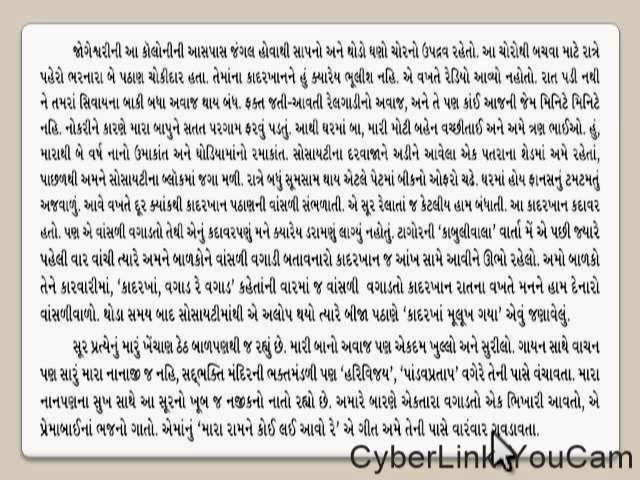 જોગેશ્વરીની આ કૉલોનીની આસપાસ જંગલ હોવાથી સાપનો અને થોડો ઘણો ચોરનો ઉપદ્રવ રહેતો. આ ચોરોથી બચવા માટે રાત્રે
પહેરો ભરનારા બે પઠાણ ચોકીદાર હતા. તેમાંના કાદરખાનને હું ક્યારેય ભૂલીશ નહિ. એ વખતે રેડિયો આવ્યો નહોતો. રાત પડી નથી
ને તમરાં સિવાયના બાકી બધા અવાજ થાય બંધ. ફક્ત જતી-આવતી રેલગાડીનો અવાજ, અને તે પણ કાંઈ આજની જેમ મિનિટે મિનિટે
નહિ. નોકરીને કારણે મારા બાપુને સતત પરગામ ફરવું પડતું. આથી ઘરમાં બા, મારી મોટી બહેન વચ્છીતાઈ અને અમે ત્રણ ભાઈઓ. હું,
મારાથી બે વર્ષ નાનો ઉમાકાંત અને ઘોડિયામાંનો રમાકાંત. સોસાયટીના દરવાજાને અડીને આવેલા એક પતરાના શેડમાં અમે રહેતાં,
પાછળથી અમને સોસાયટીના બ્લોકમાં જગા મળી. રાત્રે બધું સૂમસામ થાય એટલે પેટમાં બીકનો ઓફરો ચઢે. ઘરમાં હોય ફાનસનું ટમટમતું
અજવાળું. આવે વખતે દૂર ક્યાંકથી કાદરખાન પઠાણની વાંસળી સંભળાતી. એ સૂર રેલાતાં જ કેટલીય હામ બંધાતી. આ કાદરખાન કદાવર
હતો. પણ એ વાંસળી વગાડતો તેથી એનું કદાવરપણું મને ક્યારેય ડરામણું લાગ્યું નહોતું. ટાગોરની ‘કાબુલીવાલા’ વાર્તા મેં એ પછી જ્યારે
પહેલી વાર વાંચી ત્યારે અમને બાળકોને વાંસળી વગાડી બતાવનારો કાદરખાન જ આંખ સામે આવીને ઊભો રહેલો. અમો બાળકો
તેને કારવારીમાં, ‘કાદરખાં, વગાડ રે વગાડ’ કહેતાંની વારમાં જ વાંસળી વગાડતો કાદરખાન રાતના વખતે મનને હામ દેનારો
વાંસળીવાળો. થોડા સમય બાદ સોસાયટીમાંથી એ અલોપ થયો ત્યારે બીજા પઠાણે ‘કાદરખાં મૂલૂખ ગયા’ એવું જણાવેલું.
સૂર પ્રત્યેનું મારું ખેંચાણ ઠેઠ બાળપણથી જ રહ્યું છે. મારી બાનો અવાજ પણ એકદમ ખુલ્લો અને સુરીલો. ગાયન સાથે વાચન
પણ સારું મારા નાનાજી જ નહિ, સદ્ભક્તિ મંદિરની ભક્તમંડળી પણ ‘હરિવિજય’, ‘પાંડવપ્રતાપ’ વગેરે તેની પાસે વંચાવતા. મારા
નાનપણના સુખ સાથે આ સૂરનો ખૂબ જ નજીકનો નાતો રહ્યો છે. અમારે બારણે એકતારા વગાડતો એક ભિખારી આવતો, એ
પ્રેમાબાઈનાં ભજનો ગાતો. એમાંનું ‘મારા રામને કોઈ લઈ આવો રે’ એ ગીત અમે તેની પાસે વારંવાર ગવડાવતા.
CyberLink YouCam